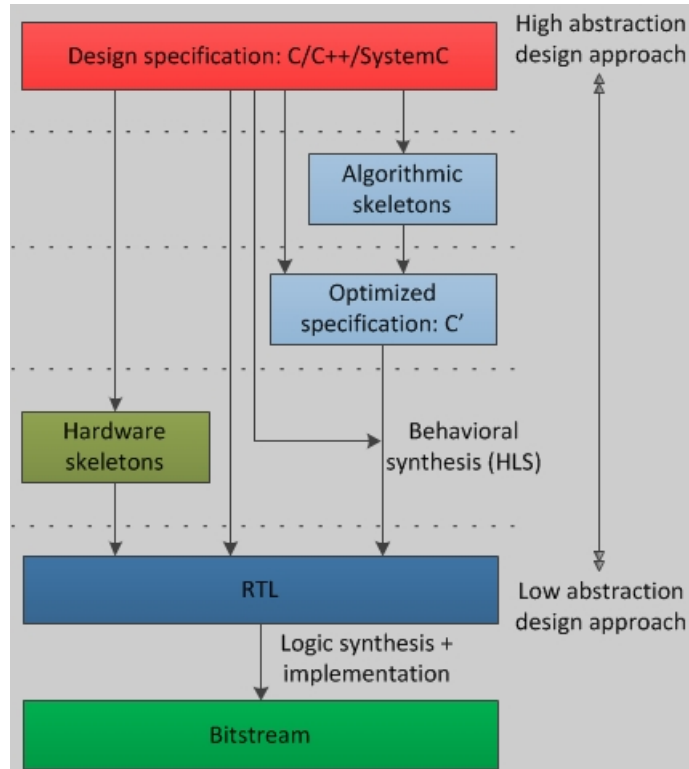 Design specification: C/C++/SystemC
High abstraction
design approach
Algorithmic
skeletons
Optimized
specification: C’
Hardware
skeletons
Behavioral
synthesis (HLS)
RTL
Low abstraction
design approach
Logic synthesis +
implementation
Bitstream